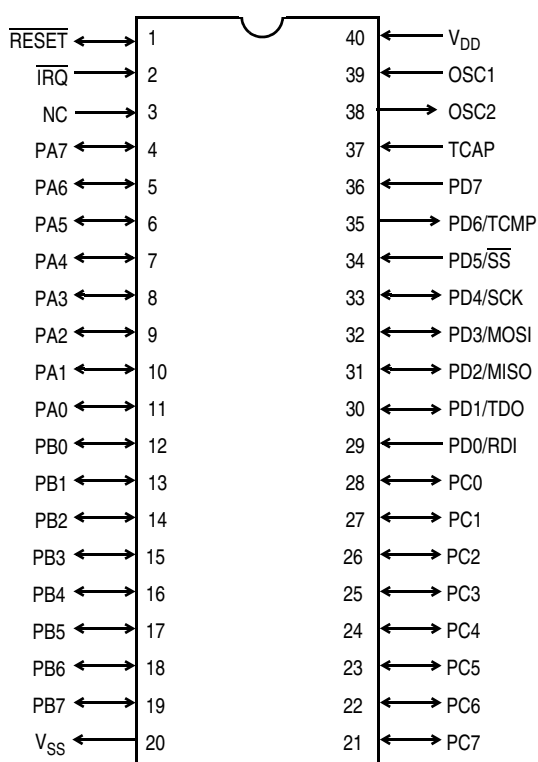 RESET 1 40 VDD
IRQ 2 39 OSC1
NC 3 38 OSC2
PA7 4 37 TCAP
PA6 5 36 PD7
PA5 6 35 PD6/TCMP
PA4 7 34 PD5/SS
PA3 8 33 PD4/SCK
PA2 9 32 PD3/MOSI
PA1 10 31 PD2/MISO
PA0 11 30 PD1/TDO
PB0 12 29 PD0/RDI
PB1 13 28 PC0
PB2 14 27 PC1
PB3 15 26 PC2
PB4 16 25 PC3
PB5 17 24 PC4
PB6 18 23 PC5
PB7 19 22 PC6
VSS 20 21 PC7